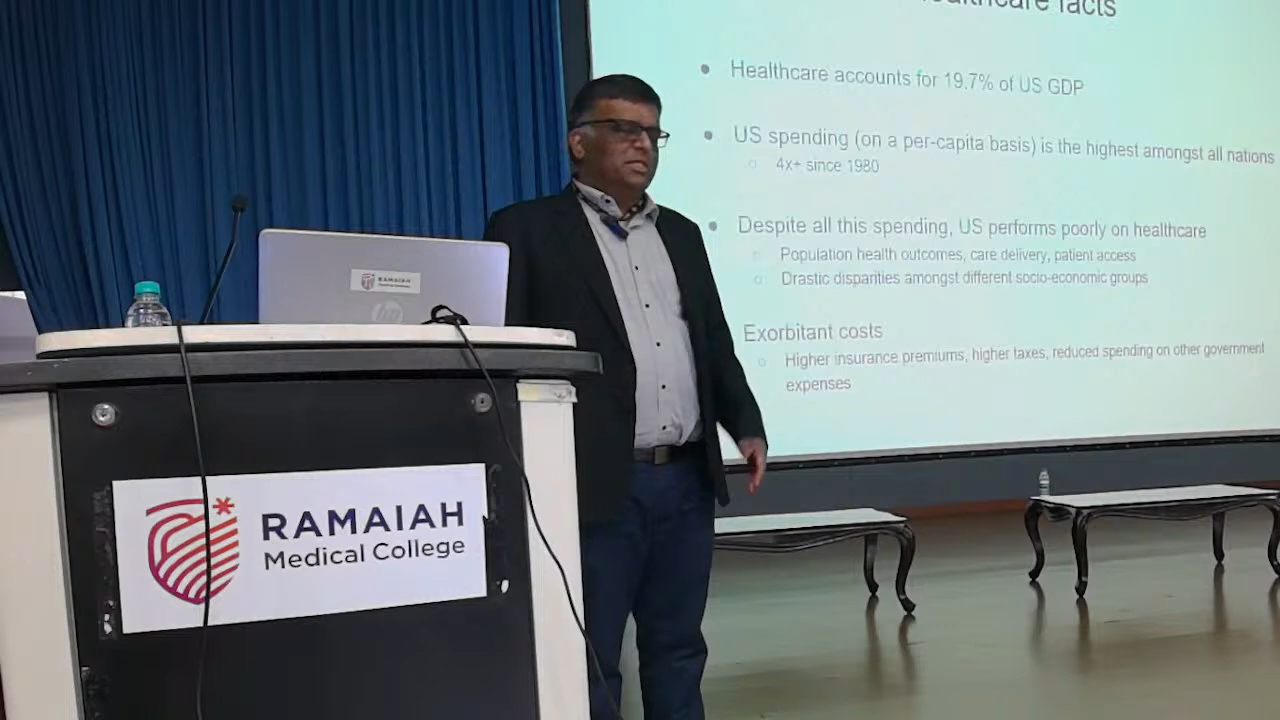 healthcare facts
Healthcare accounts for 19.7% of US GDP
US spending (on a per-capita basis) is the highest amongst all nations
4x+ since 1980
Despite all this spending, US performs poorly on healthcare
Population health outcomes, care delivery, patient access
Drastic disparities amongst different socio-economic groups
Exorbitant costs
Higher insurance premiums, higher taxes, reduced spending on other government
expenses
RAMAIAH
hp
RAMAIAH
Medical College